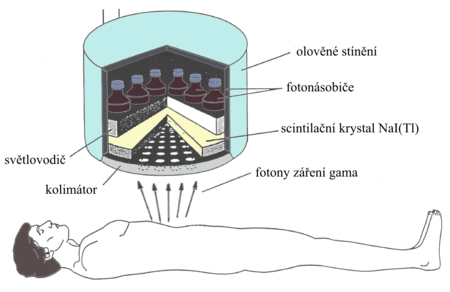 olověné stínění
fotonásobiče
scintilační krystal NaI(Tl)
světlovodič
kolimátor
fotony záření gama